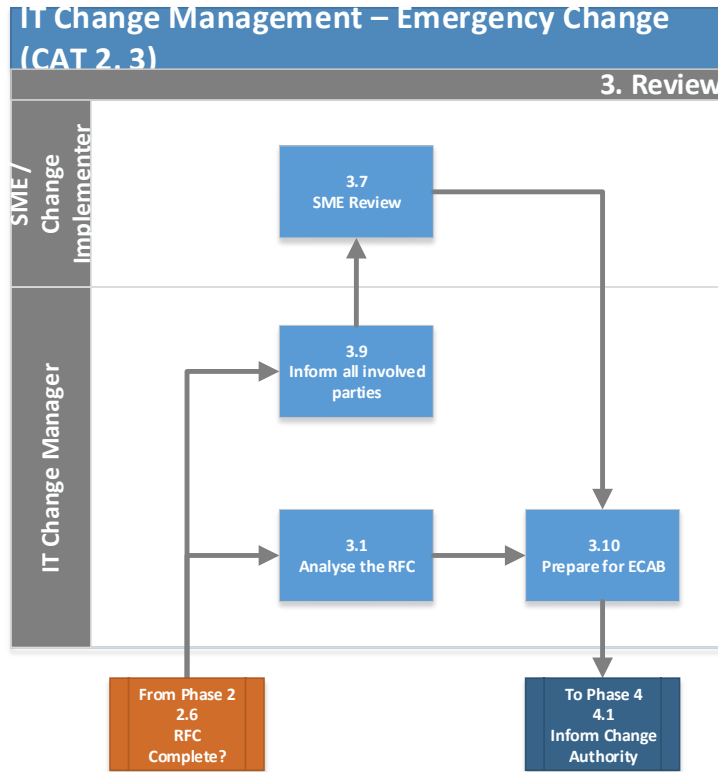 IT Change Management – Emergency Change
(CAT 2, 3)
3. Review
SME /
Change
Implementer
3.7
SME Review
IT Change Manager
3.9
Inform all involved
parties
3.1
Analyse the RFC
3.10
Prepare for ECAB
From Phase 2
2.6
RFC
Complete?
To Phase 4
4.1
Inform Change
Authority